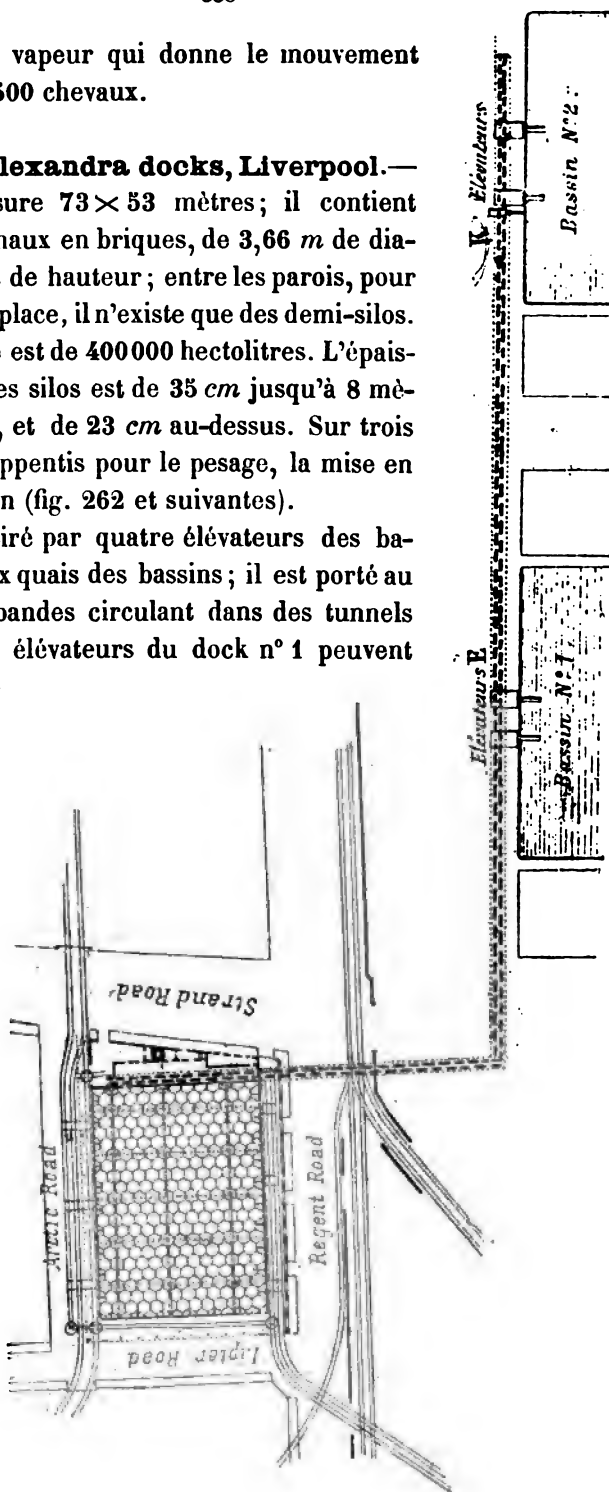 vapeur qui donne le mouvement
500 chevaux.
lexandra docks, Liverpool.—
sure 73 × 53 mètres; il contient
naux en briques, de 3,66 m de dia-
de hauteur; entre les parois, pour
place, il n'existe que des demi-silos.
est de 400000 hectolitres. L'épais-
es silos est de 35 cm jusqu'à 8 mè-
, et de 23 cm au-dessus. Sur trois
ppentis pour le pesage, la mise en
n (fig. 262 et suivantes).
iré par quatre élévateurs des ba-
x quais des bassins; il est porté au
bandes circulant dans des tunnels
élévateurs du dock n° 1 peuvent
Élévateurs
Bassin N° 2
Élévateurs E
Bassin N° 1
Strand Road
Arctic Road
Regent Road
Road